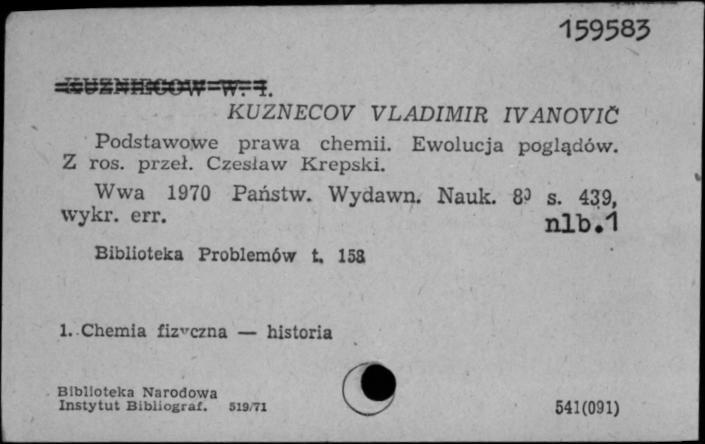 159583
KUZNIECOW W. I.
KUZNECOV VLADIMIR IVANOVIČ
Podstawowe prawa chemii. Ewolucja poglądów.
Z ros. przeł. Czesław Krepski.
Wwa 1970 Państw. Wydawn. Nauk. 8⁰ s. 439,
wykr. err.
nlb.1
Biblioteka Problemów t. 158
1. Chemia fizyczna — historia
Biblioteka Narodowa
Instytut Bibliograf. 519/71
541(091)